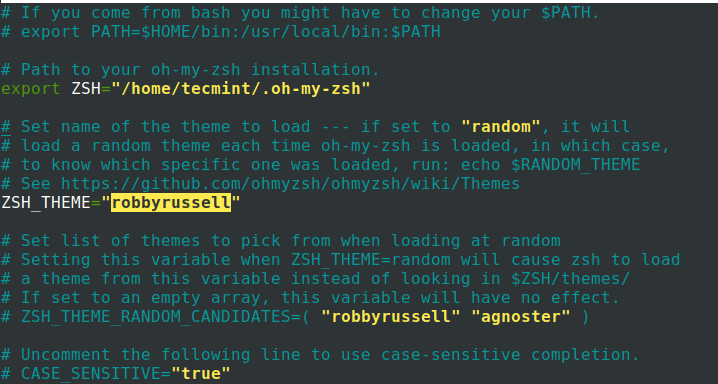 # If you come from bash you might have to change your $PATH.
# export PATH=$HOME/bin:/usr/local/bin:$PATH
# Path to your oh-my-zsh installation.
export ZSH="/home/tecmint/.oh-my-zsh"
# Set name of the theme to load --- if set to "random", it will
# load a random theme each time oh-my-zsh is loaded, in which case,
# to know which specific one was loaded, run: echo $RANDOM_THEME
# See https://github.com/ohmyzsh/ohmyzsh/wiki/Themes
ZSH_THEME="robbyrussell"
# Set list of themes to pick from when loading at random
# Setting this variable when ZSH_THEME=random will cause zsh to load
# a theme from this variable instead of looking in $ZSH/themes/
# If set to an empty array, this variable will have no effect.
# ZSH_THEME_RANDOM_CANDIDATES=( "robbyrussell" "agnoster" )
# Uncomment the following line to use case-sensitive completion.
# CASE_SENSITIVE="true"